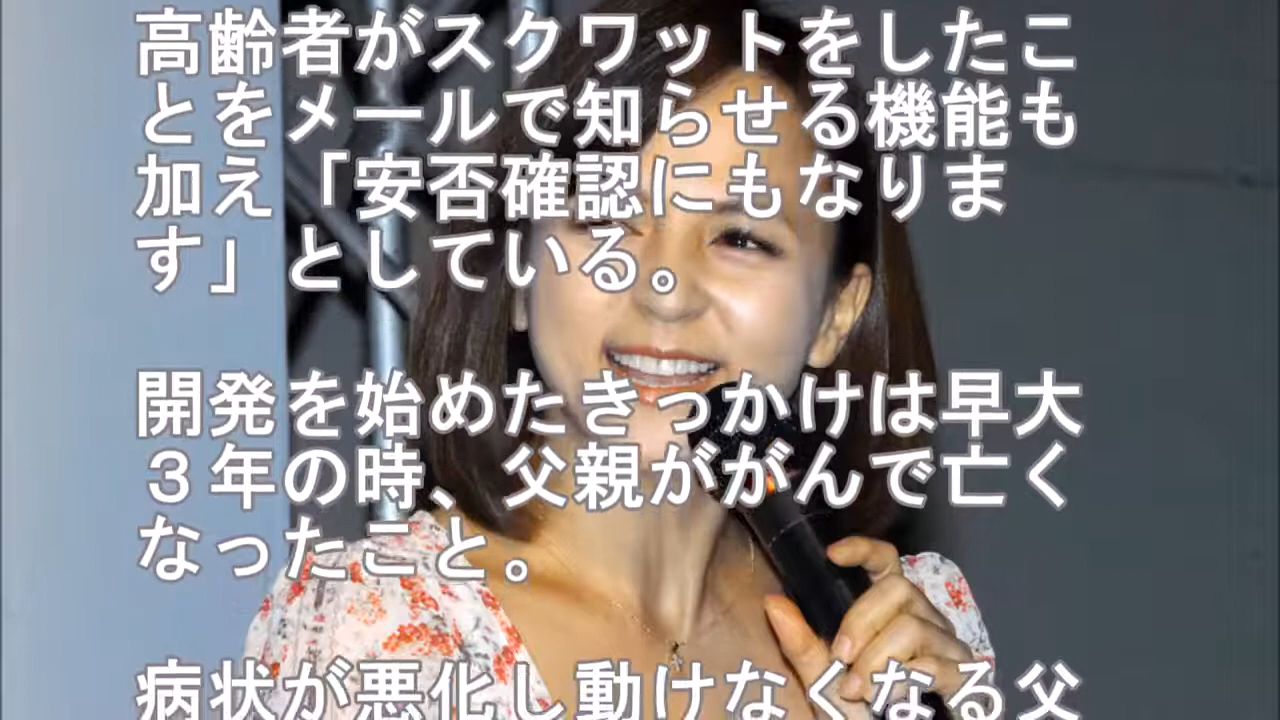 高齢者がスクワットをしたこ
とをメールで知らせる機能も
加え「安否確認にもなりま
す」としている。
開発を始めたきっかけは早大
３年の時、父親ががんで亡く
なったこと。
病状が悪化し動けなくなる父